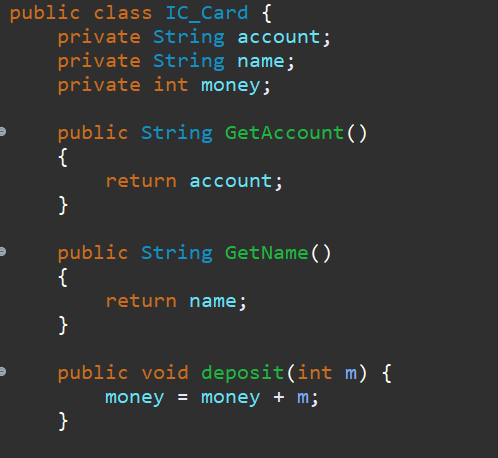 public class IC_Card {
    private String account;
    private String name;
    private int money;

    public String GetAccount()
    {
        return account;
    }

    public String GetName()
    {
        return name;
    }

    public void deposit(int m) {
        money = money + m;
    }